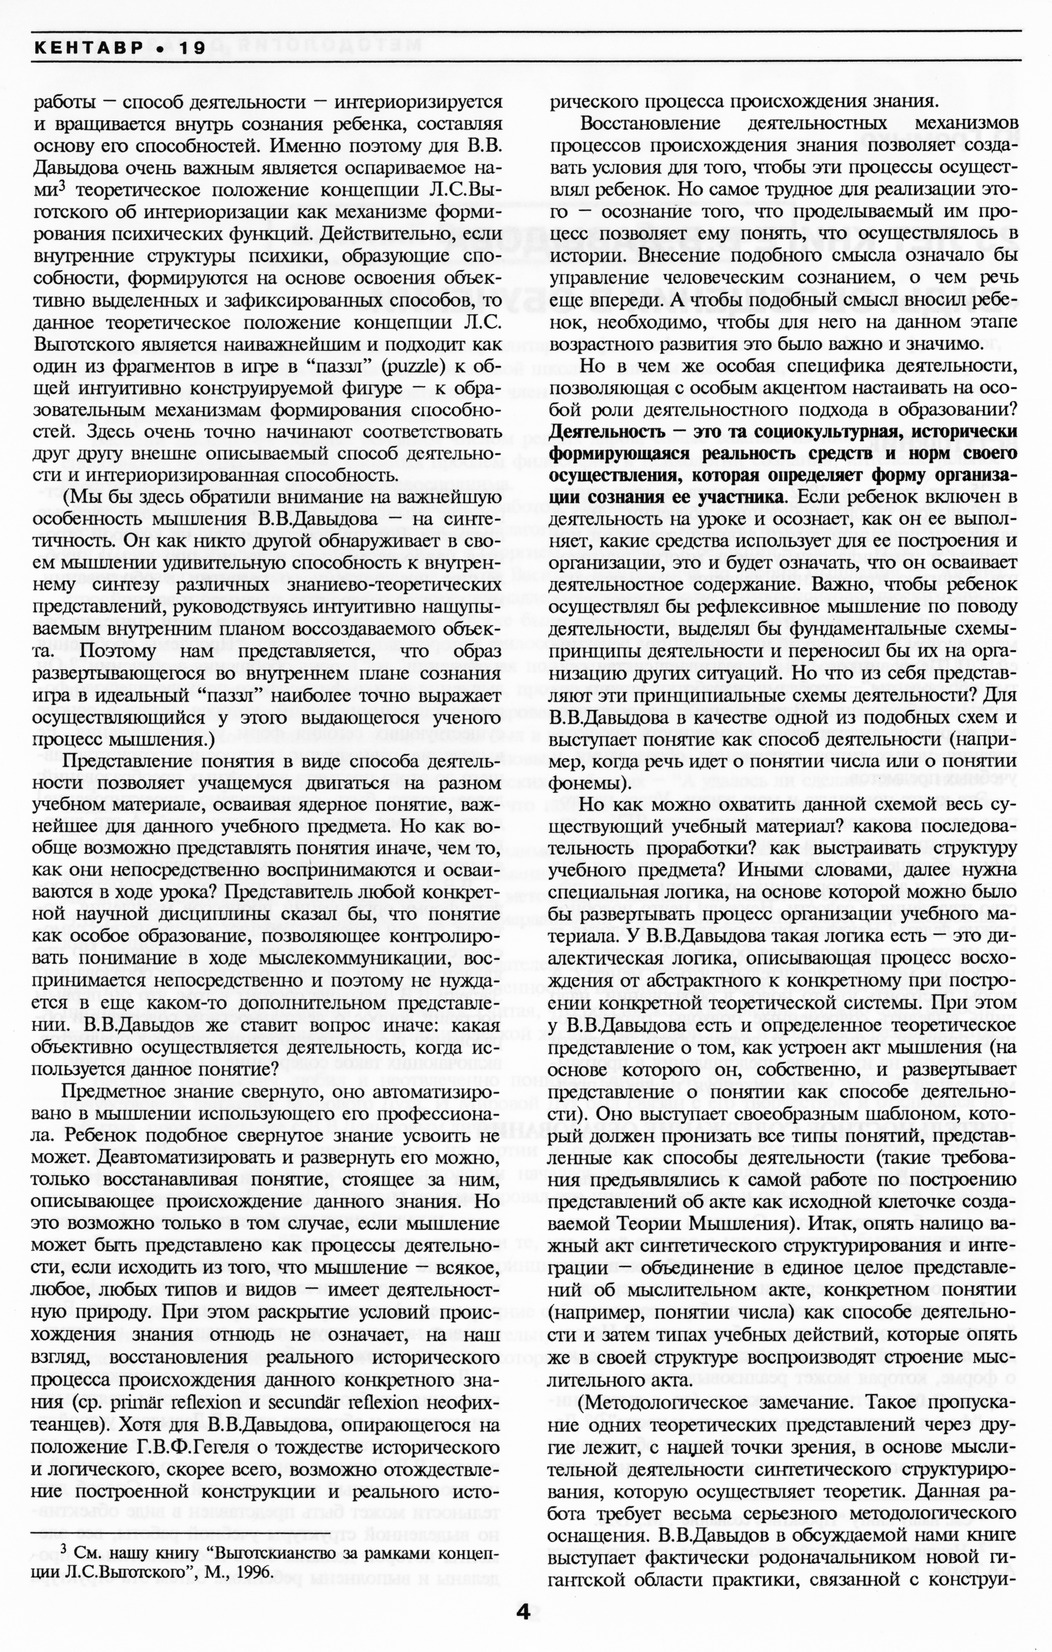 КЕНТАВР • 19
работы — способ деятельности — интериоризируется
и вращивается внутрь сознания ребенка, составляя
основу его способностей. Именно поэтому для В.В.
Давыдова очень важным является оспариваемое на-
ми³ теоретическое положение концепции Л.С.Вы-
готского об интериоризации как механизме форми-
рования психических функций. Действительно, если
внутренние структуры психики, образующие спо-
собности, формируются на основе освоения объек-
тивно выделенных и зафиксированных способов, то
данное теоретическое положение концепции Л.С.
Выготского является наиважнейшим и подходит как
один из фрагментов в игре в “паззл” (puzzle) к об-
щей интуитивно конструируемой фигуре — к обра-
зовательным механизмам формирования способно-
стей. Здесь очень точно начинают соответствовать
друг другу внешне описываемый способ деятельно-
сти и интериоризированная способность.
(Мы бы здесь обратили внимание на важнейшую
особенность мышления В.В.Давыдова — на синте-
тичность. Он как никто другой обнаруживает в сво-
ем мышлении удивительную способность к внутрен-
нему синтезу различных знаниево-теоретических
представлений, руководствуясь интуитивно нащупы-
ваемым внутренним планом воссоздаваемого объек-
та. Поэтому нам представляется, что образ
развертывающегося во внутреннем плане сознания
игра в идеальный “паззл” наиболее точно выражает
осуществляющийся у этого выдающегося ученого
процесс мышления.)
Представление понятия в виде способа деятель-
ности позволяет учащемуся двигаться на разном
учебном материале, осваивая ядерное понятие, важ-
нейшее для данного учебного предмета. Но как во-
обще возможно представлять понятия иначе, чем то,
как они непосредственно воспринимаются и осваи-
ваются в ходе урока? Представитель любой конкрет-
ной научной дисциплины сказал бы, что понятие
как особое образование, позволяющее контролиро-
вать понимание в ходе мыслекоммуникации, вос-
принимается непосредственно и поэтому не нужда-
ется в еще каком-то дополнительном представле-
нии. В.В.Давыдов же ставит вопрос иначе: какая
объективно осуществляется деятельность, когда ис-
пользуется данное понятие?
Предметное знание свернуто, оно автоматизиро-
вано в мышлении использующего его профессиона-
ла. Ребенок подобное свернутое знание усвоить не
может. Деавтоматизировать и развернуть его можно,
только восстанавливая понятие, стоящее за ним,
описывающее происхождение данного знания. Но
это возможно только в том случае, если мышление
может быть представлено как процессы деятельно-
сти, если исходить из того, что мышление — всякое,
любое, любых типов и видов — имеет деятельност-
ную природу. При этом раскрытие условий проис-
хождения знания отнюдь не означает, на наш
взгляд, восстановления реального исторического
процесса происхождения данного конкретного зна-
ния (ср. primär reflexion и secundär reflexion неофих-
теанцев). Хотя для В.В.Давыдова, опирающегося на
положение Г.В.Ф.Гегеля о тождестве исторического
и логического, скорее всего, возможно отождествле-
ние построенной конструкции и реального исто-
³ См. нашу книгу “Выготскианство за рамками концеп-
ции Л.С.Выготского”, М., 1996.
рического процесса происхождения знания.
Восстановление деятельностных механизмов
процессов происхождения знания позволяет созда-
вать условия для того, чтобы эти процессы осущест-
влял ребенок. Но самое трудное для реализации это-
го — осознание того, что проделываемый им про-
цесс позволяет ему понять, что осуществлялось в
истории. Внесение подобного смысла означало бы
управление человеческим сознанием, о чем речь
еще впереди. А чтобы подобный смысл вносил ребе-
нок, необходимо, чтобы для него на данном этапе
возрастного развития это было важно и значимо.
Но в чем же особая специфика деятельности,
позволяющая с особым акцентом настаивать на осо-
бой роли деятельностного подхода в образовании?
Деятельность — это та социокультурная, исторически
формирующаяся реальность средств и норм своего
осуществления, которая определяет форму организа-
ции сознания ее участника. Если ребенок включен в
деятельность на уроке и осознает, как он ее выпол-
няет, какие средства использует для ее построения и
организации, это и будет означать, что он осваивает
деятельностное содержание. Важно, чтобы ребенок
осуществлял бы рефлексивное мышление по поводу
деятельности, выделял бы фундаментальные схемы-
принципы деятельности и переносил бы их на орга-
низацию других ситуаций. Но что из себя представ-
ляют эти принципиальные схемы деятельности? Для
В.В.Давыдова в качестве одной из подобных схем и
выступает понятие как способ деятельности (напри-
мер, когда речь идет о понятии числа или о понятии
фонемы).
Но как можно охватить данной схемой весь су-
ществующий учебный материал? какова последова-
тельность проработки? как выстраивать структуру
учебного предмета? Иными словами, далее нужна
специальная логика, на основе которой можно было
бы развертывать процесс организации учебного ма-
териала. У В.В.Давыдова такая логика есть — это ди-
алектическая логика, описывающая процесс восхо-
ждения от абстрактного к конкретному при постро-
ении конкретной теоретической системы. При этом
у В.В.Давыдова есть и определенное теоретическое
представление о том, как устроен акт мышления (на
основе которого он, собственно, и развертывает
представление о понятии как способе деятельно-
сти). Оно выступает своеобразным шаблоном, кото-
рый должен пронизать все типы понятий, представ-
ленных как способы деятельности (такие требова-
ния предъявлялись к самой работе по построению
представлений об акте как исходной клеточке созда-
ваемой Теории Мышления). Итак, опять налицо ва-
жный акт синтетического структурирования и инте-
грации — объединение в единое целое представле-
ний об мыслительном акте, конкретном понятии
(например, понятии числа) как способе деятельно-
сти и затем типах учебных действий, которые опять
же в своей структуре воспроизводят строение мыс-
лительного акта.
(Методологическое замечание. Такое пропуска-
ние одних теоретических представлений через дру-
гие лежит, с нашей точки зрения, в основе мысли-
тельной деятельности синтетического структуриро-
вания, которую осуществляет теоретик. Данная ра-
бота требует весьма серьезного методологического
оснащения. В.В.Давыдов в обсуждаемой нами книге
выступает фактически родоначальником новой ги-
гантской области практики, связанной с конструи-
4